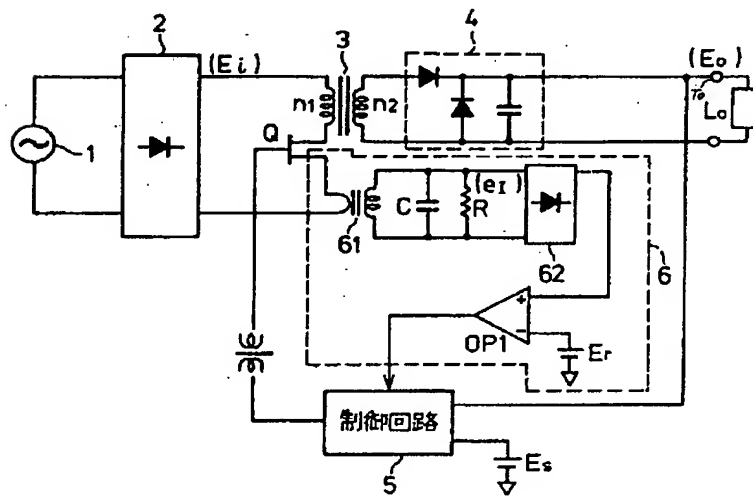 2
4
(Ei)
3
(Eo)
To
n1
n2
Lo
1
Q
(eI)
C
R
61
62
6
+
-
OP1
Er
制御回路
5
Es